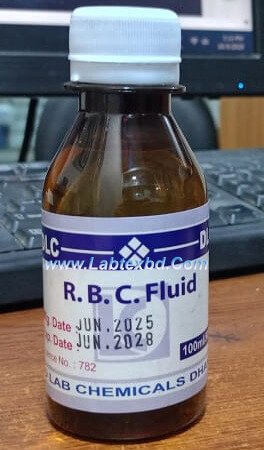 DLC
www.Labtexbd.Com
R. B. C. Fluid
Date JUN.2025
Date JUN.2028
No : 782
100ml
LAB CHEMICALS DHA